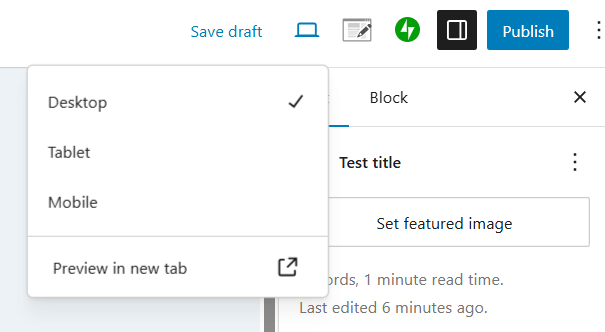 Save draft
Publish
Desktop
Block
Tablet
Test title
Mobile
Set featured image
Preview in new tab
1 minute read time.
Last edited 6 minutes ago.